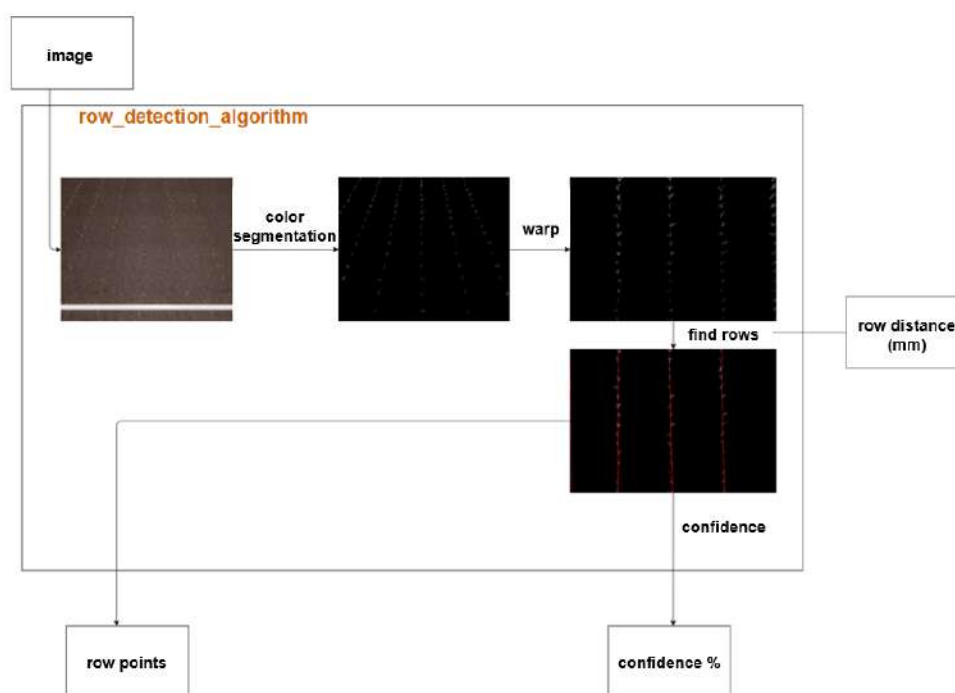 image
row_detection_algorithm
color
segmentation
warp
find rows
row distance
(mm)
confidence
row points
confidence %